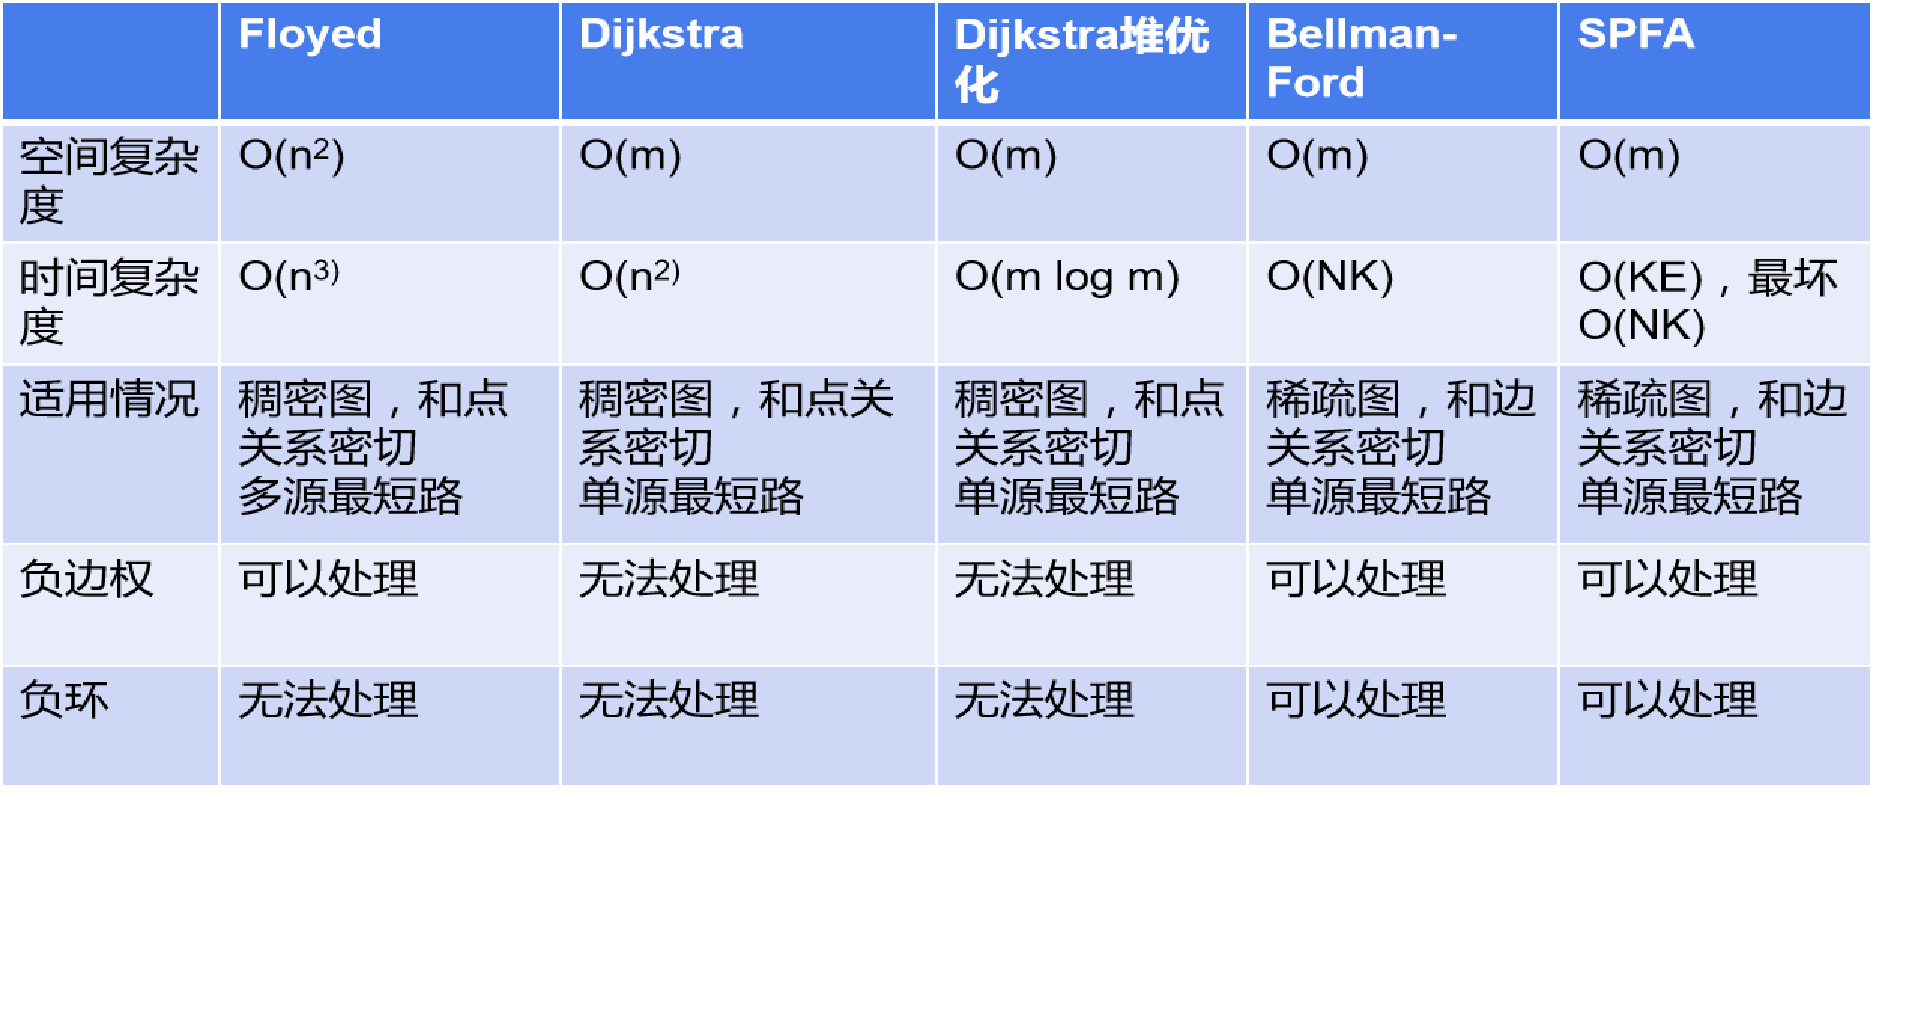 Floyed
Dijkstra
Dijkstra堆优
化
Bellman-
Ford
SPFA
空间复杂
度
O(n²)
O(m)
O(m)
O(m)
O(m)
时间复杂
度
O(n³⁾
O(n²⁾
O(m log m)
O(NK)
O(KE)，最坏
O(NK)
适用情况
稠密图，和点
关系密切
多源最短路
稠密图，和点关
系密切
单源最短路
稠密图，和点
关系密切
单源最短路
稀疏图，和边
关系密切
单源最短路
稀疏图，和边
关系密切
单源最短路
负边权
可以处理
无法处理
无法处理
可以处理
可以处理
负环
无法处理
无法处理
无法处理
可以处理
可以处理